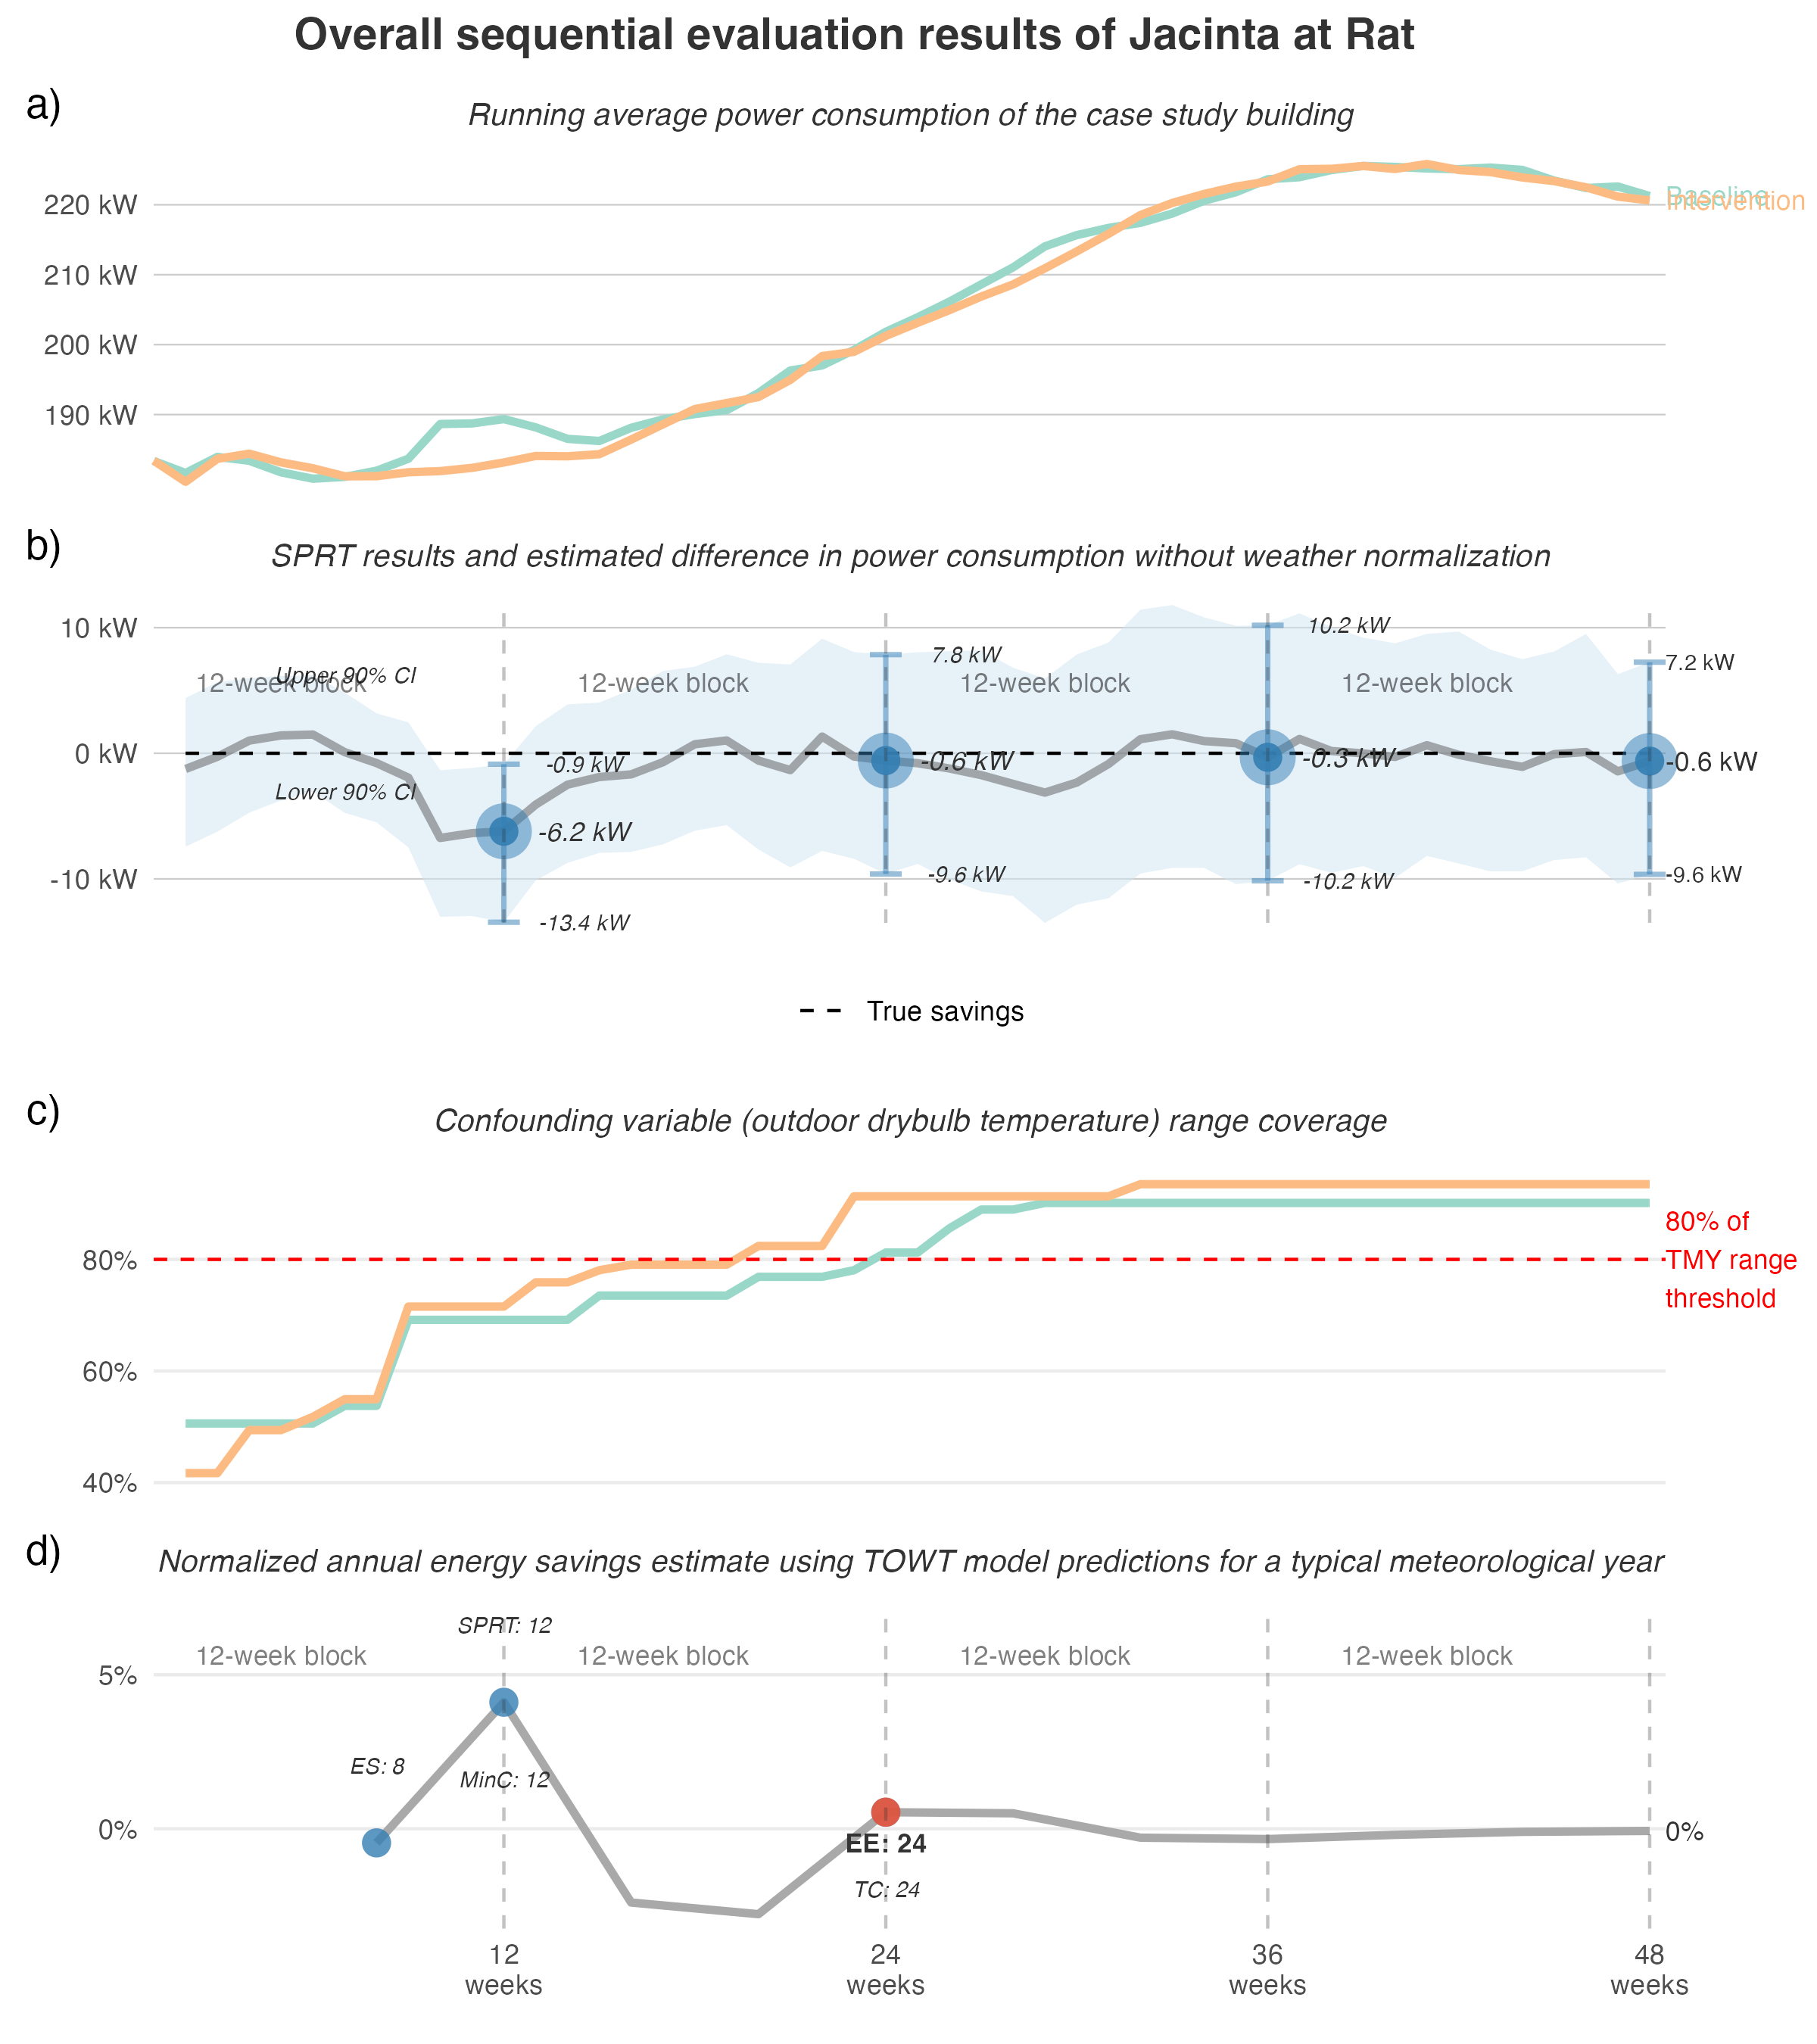 Overall sequential evaluation results of Jacinta at Rat
a)
Running average power consumption of the case study building
220 kW
210 kW
200 kW
190 kW
Baseline
Intervention
b)
SPRT results and estimated difference in power consumption without weather normalization
10 kW
0 kW
-10 kW
12-week block
12-week block
12-week block
12-week block
Upper 90% CI
Lower 90% CI
-0.9 kW
-6.2 kW
-13.4 kW
7.8 kW
-0.6 kW
-9.6 kW
10.2 kW
-0.3 kW
-10.2 kW
7.2 kW
-0.6 kW
-9.6 kW
True savings
c)
Confounding variable (outdoor drybulb temperature) range coverage
80%
60%
40%
80% of
TMY range
threshold
d)
Normalized annual energy savings estimate using TOWT model predictions for a typical meteorological year
SPRT: 12
12-week block
12-week block
12-week block
12-week block
5%
0%
ES: 8
MinC: 12
EE: 24
TC: 24
0%
12
weeks
24
weeks
36
weeks
48
weeks